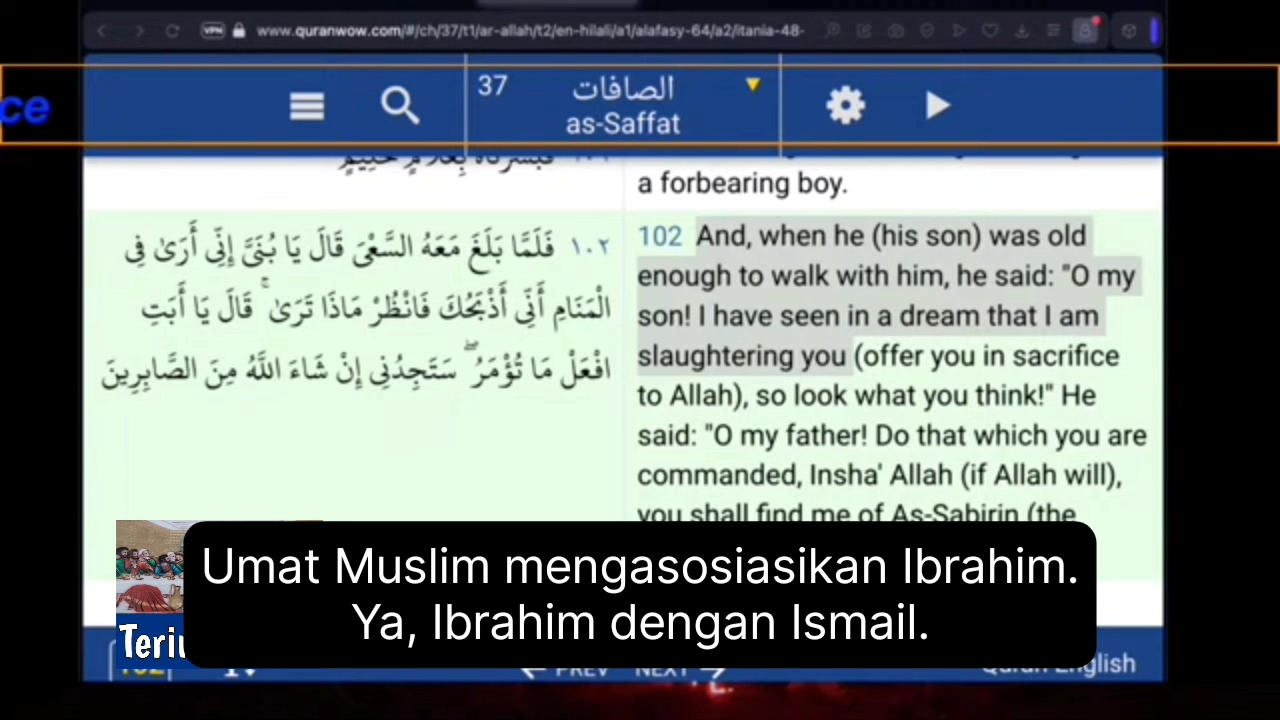 www.quranwow.com/#/ch/37/t1/ar-allah/t2/en-hilali/a1/alafasy-64/a2/itania-48-
VPN
ce
37
الصافات
as-Saffat
a forbearing boy.
١٠٢ فَلَمَّا بَلَغَ مَعَهُ السَّعْيَ قَالَ يَا بُنَيَّ إِنِّي أَرَىٰ فِي
الْمَنَامِ أَنِّي أَذْبَحُكَ فَانْظُرْ مَاذَا تَرَىٰ ۚ قَالَ يَا أَبَتِ
افْعَلْ مَا تُؤْمَرُ ۖ سَتَجِدُنِي إِنْ شَاءَ اللَّهُ مِنَ الصَّابِرِينَ
102 And, when he (his son) was old
enough to walk with him, he said: "O my
son! I have seen in a dream that I am
slaughtering you (offer you in sacrifice
to Allah), so look what you think!" He
said: "O my father! Do that which you are
commanded, Insha' Allah (if Allah will),
you shall find me of As-Sabirin (the
Umat Muslim mengasosiasikan Ibrahim.
Ya, Ibrahim dengan Ismail.
Teriu
102
PREV NEXT
Quran English